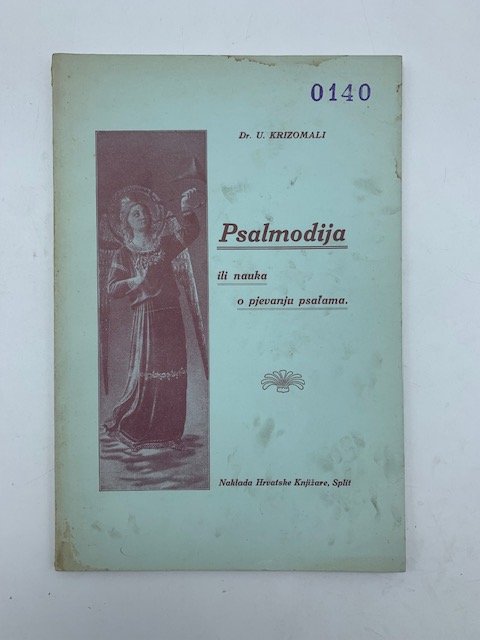 0140
Dr. U. KRIZOMALI
Psalmodija
ili nauka
o pjevanju psalama.
Naklada Hrvatske Knjižare, Split